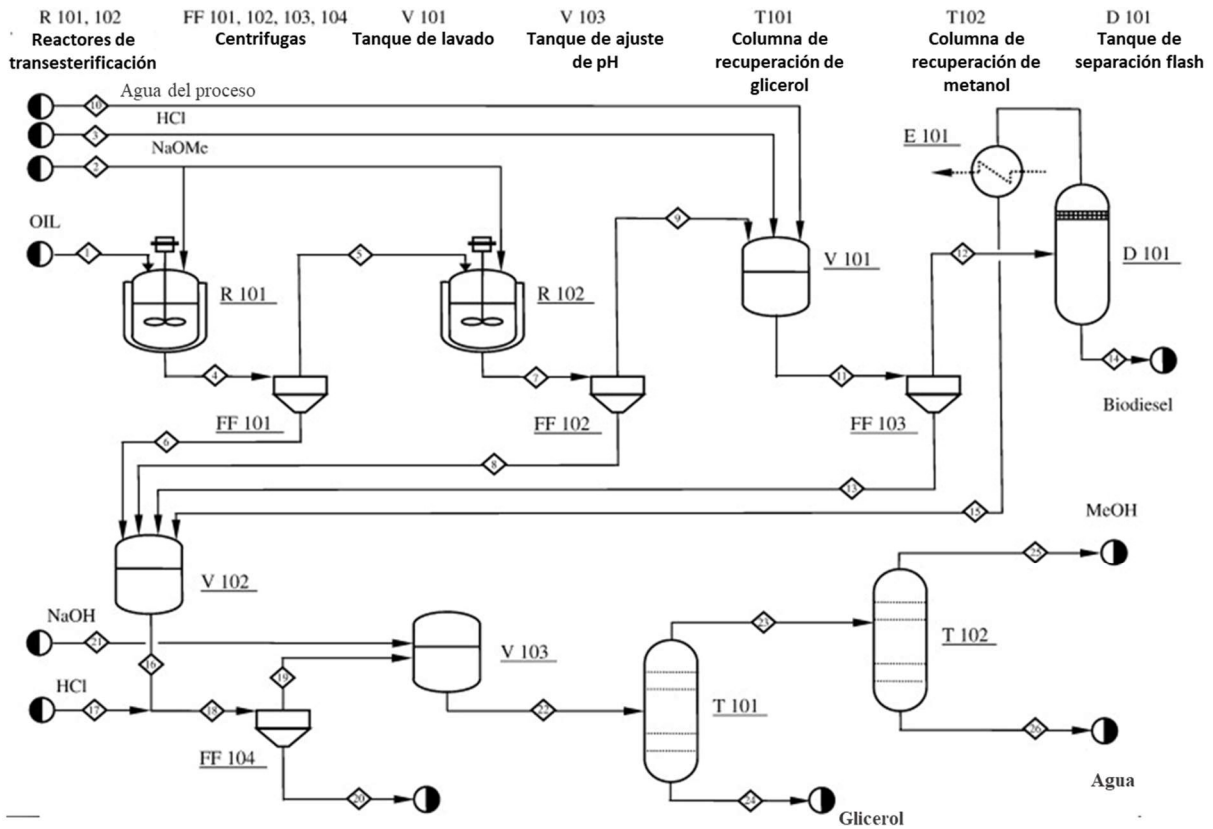 R 101, 102 FF 101, 102, 103, 104 V 101 V 103 T101 T102 D 101
Reactores de transesterificación
Centrifugas
Tanque de lavado
Tanque de ajuste de pH
Columna de recuperación de glicerol
Columna de recuperación de metanol
Tanque de separación flash
10 Agua del proceso
HCl
3
NaOMe
2
E 101
OIL
1
5
9
12
R 101
R 102
V 101
D 101
4
7
11
14
FF 101
FF 102
FF 103
Biodiesel
6
8
13
15
MeOH
25
V 102
NaOH
21
23
V 103
T 102
16
19
HCl
17
18
22
T 101
26
FF 104
Agua
20
24
Glicerol